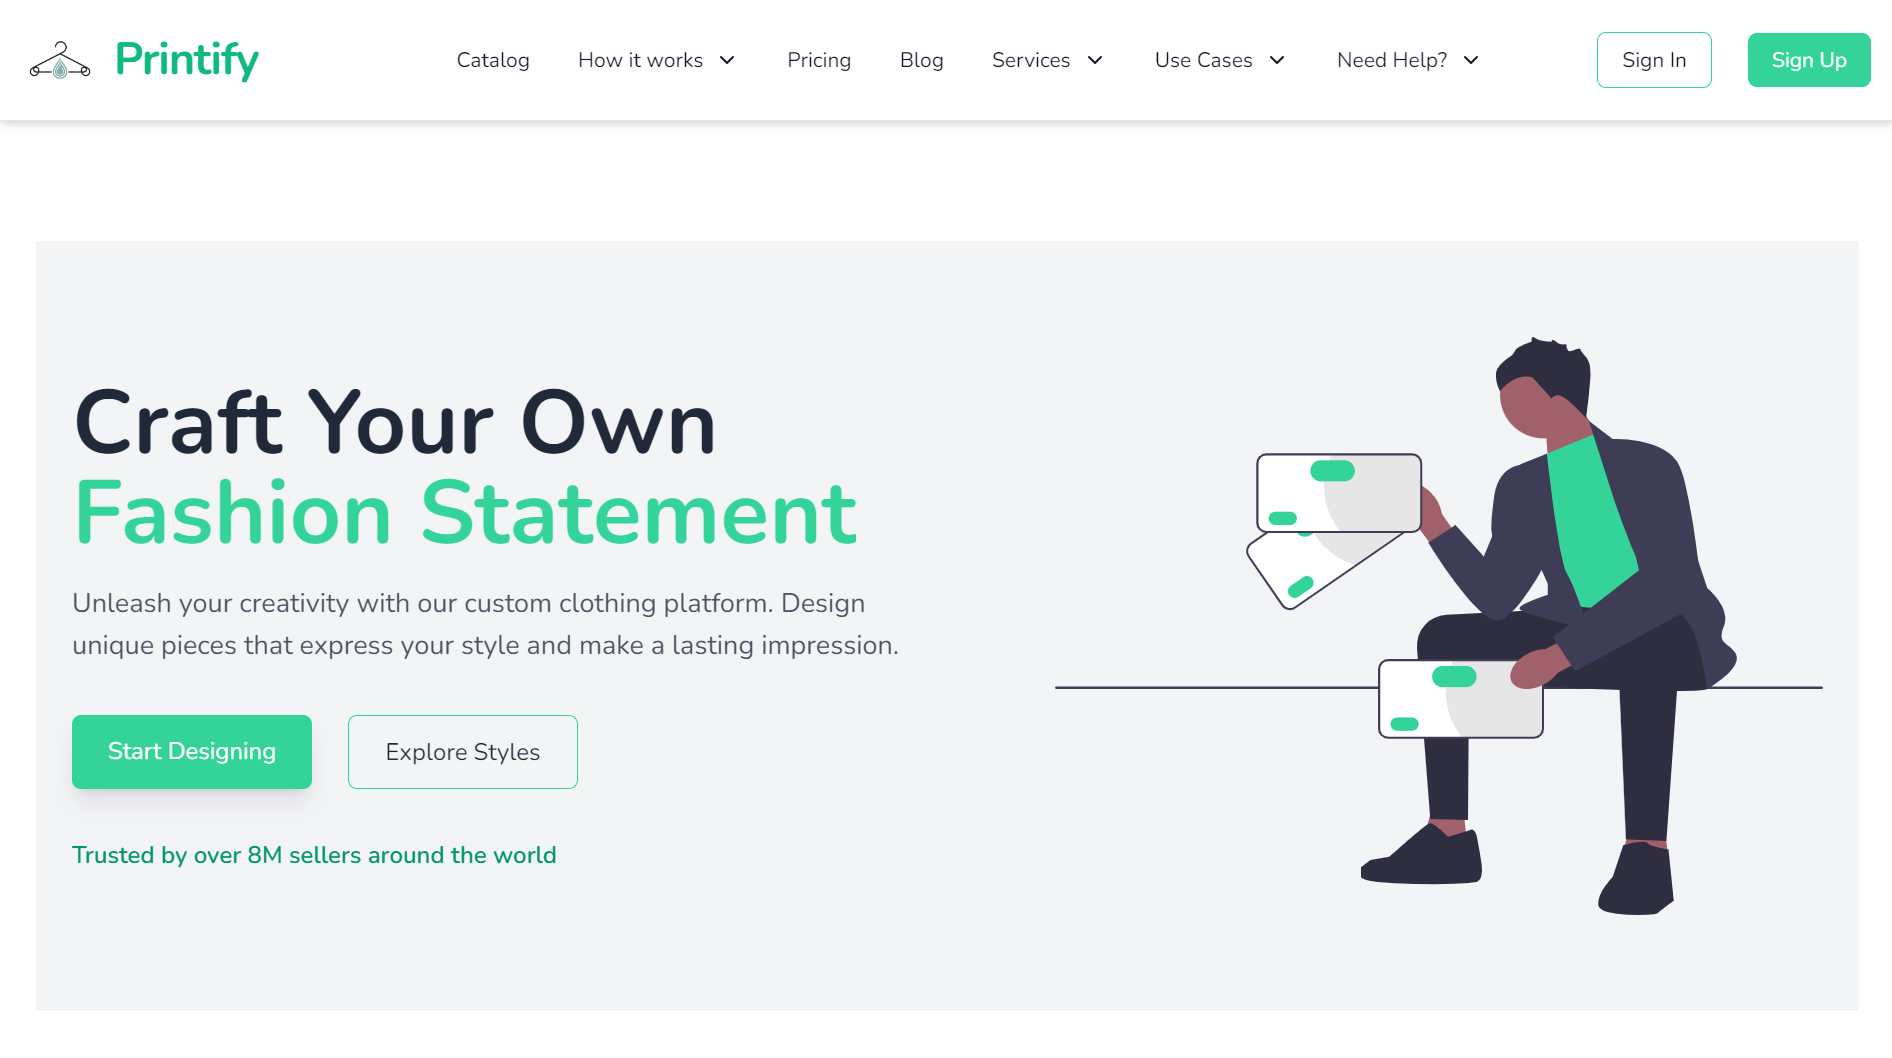 Printify
Catalog
How it works
Pricing
Blog
Services
Use Cases
Need Help?
Sign In
Sign Up
Craft Your Own
Fashion Statement
Unleash your creativity with our custom clothing platform. Design
unique pieces that express your style and make a lasting impression.
Start Designing
Explore Styles
Trusted by over 8M sellers around the world